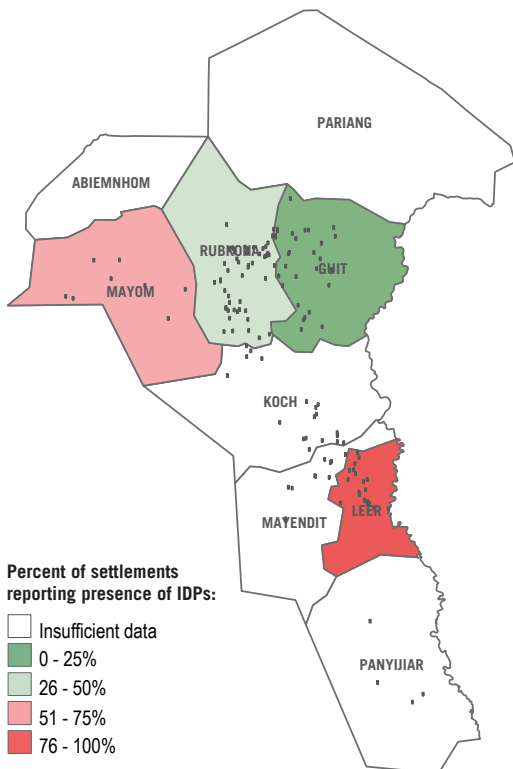 PARIANG
ABIEMNHOM
RUBKONA
GUIT
MAYOM
KOCH
MAYENDIT
LEER
Percent of settlements
reporting presence of IDPs:
Insufficient data
0 - 25%
26 - 50%
51 - 75%
76 - 100%
PANYIJIAR